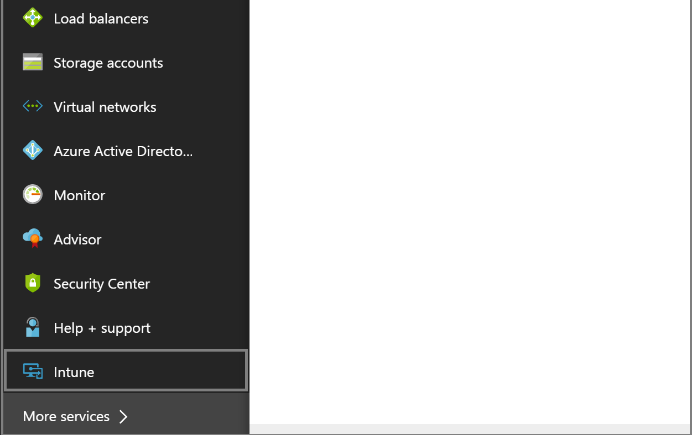 Load balancers
Storage accounts
Virtual networks
Azure Active Directo...
Monitor
Advisor
Security Center
Help + support
Intune
More services